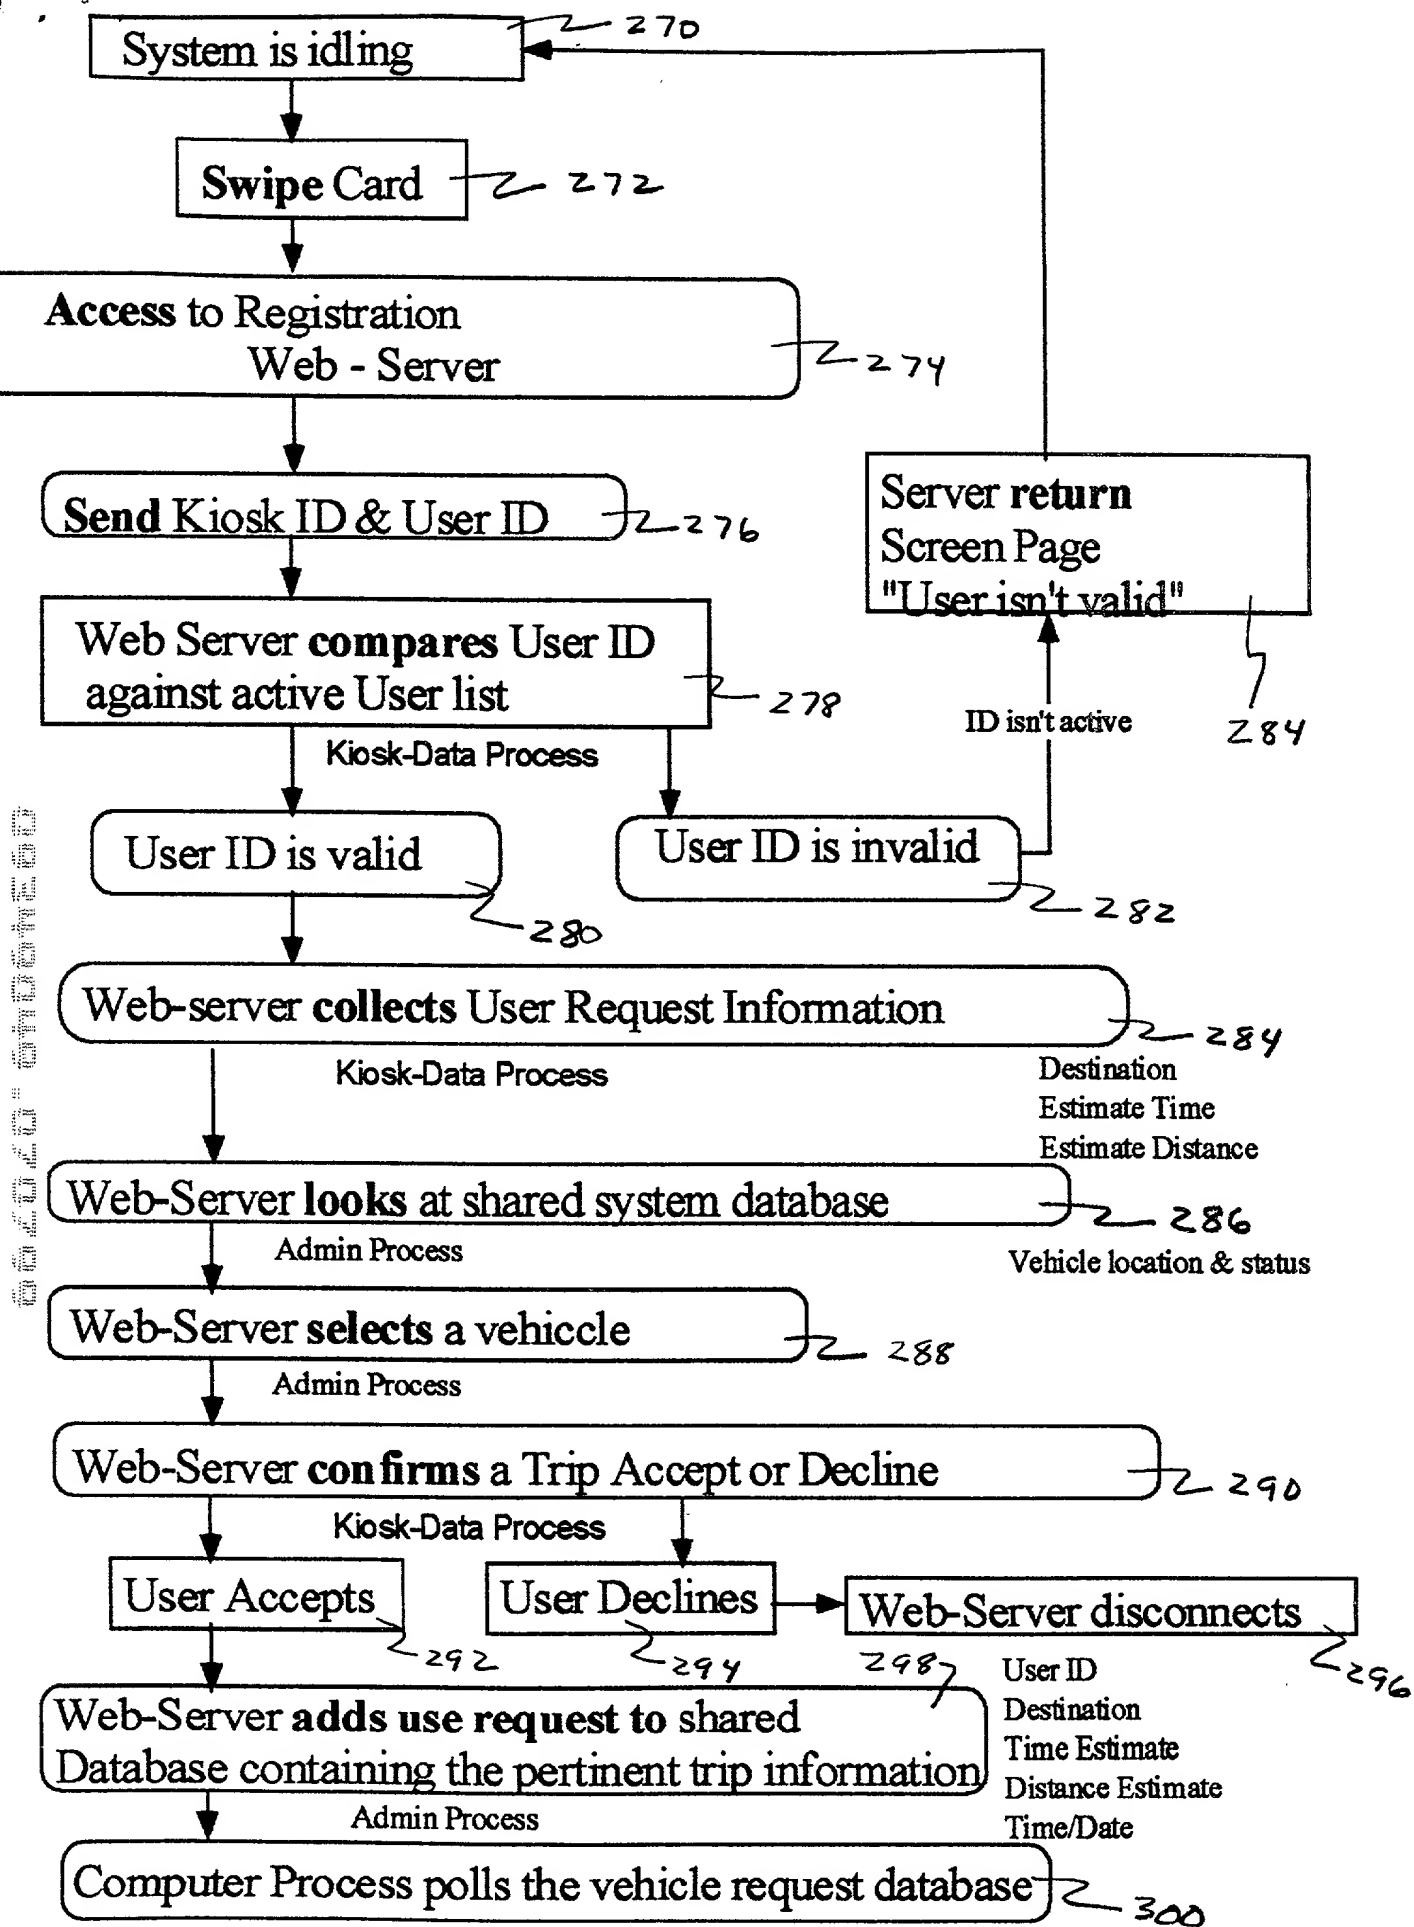 System is idling
270
Swipe Card
272
Access to Registration
Web - Server
274
Send Kiosk ID & User ID
276
Server return
Screen Page
"User isn't valid"
284
Web Server compares User ID
against active User list
278
ID isn't active
Kiosk-Data Process
User ID is valid
280
User ID is invalid
282
Web-server collects User Request Information
284
Kiosk-Data Process
Destination
Estimate Time
Estimate Distance
Web-Server looks at shared system database
286
Admin Process
Vehicle location & status
Web-Server selects a vehiccle
288
Admin Process
Web-Server confirms a Trip Accept or Decline
290
Kiosk-Data Process
User Accepts
292
User Declines
294
Web-Server disconnects
296
298
User ID
Destination
Time Estimate
Distance Estimate
Time/Date
Web-Server adds use request to shared
Database containing the pertinent trip information
Admin Process
Computer Process polls the vehicle request database
300